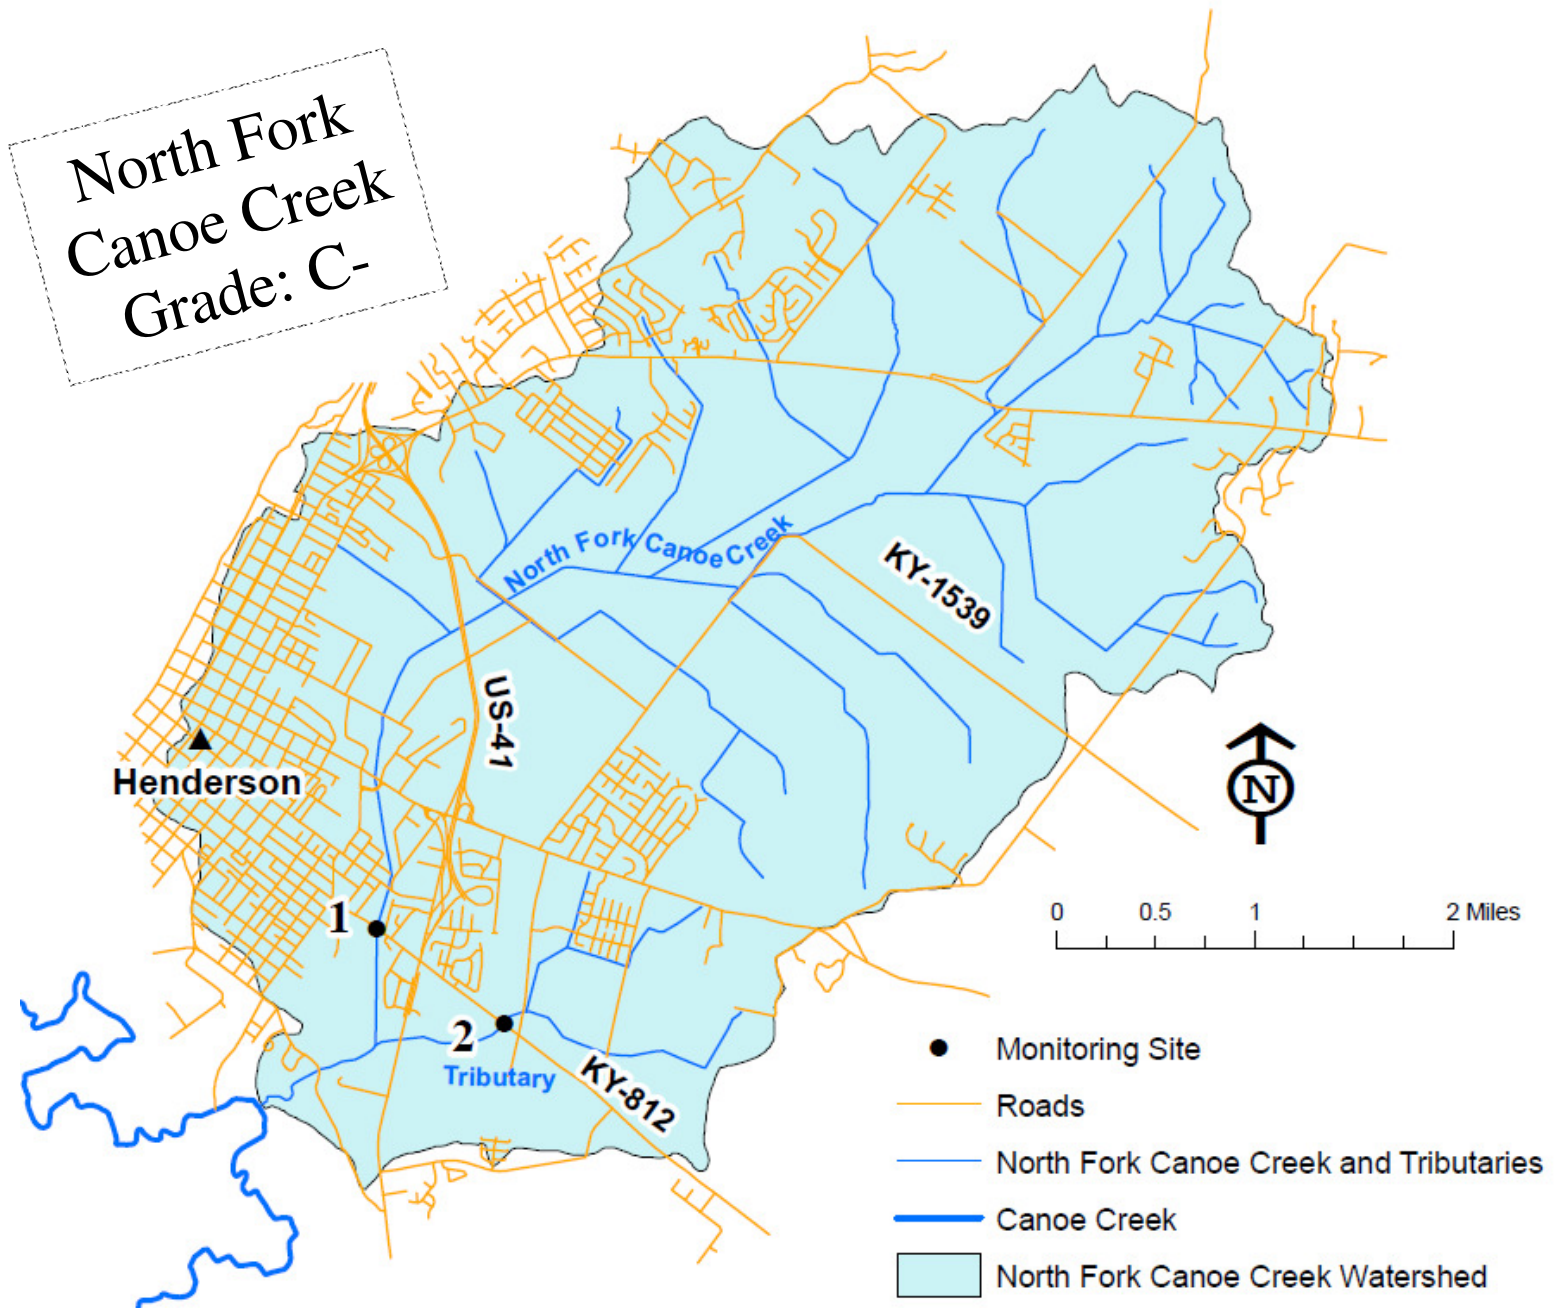 North Fork
Canoe Creek
Grade: C-
North Fork Canoe Creek
KY-1539
US-41
Henderson
N
1
0 0.5 1 2 Miles
2
Tributary
KY-812
Monitoring Site
Roads
North Fork Canoe Creek and Tributaries
Canoe Creek
North Fork Canoe Creek Watershed